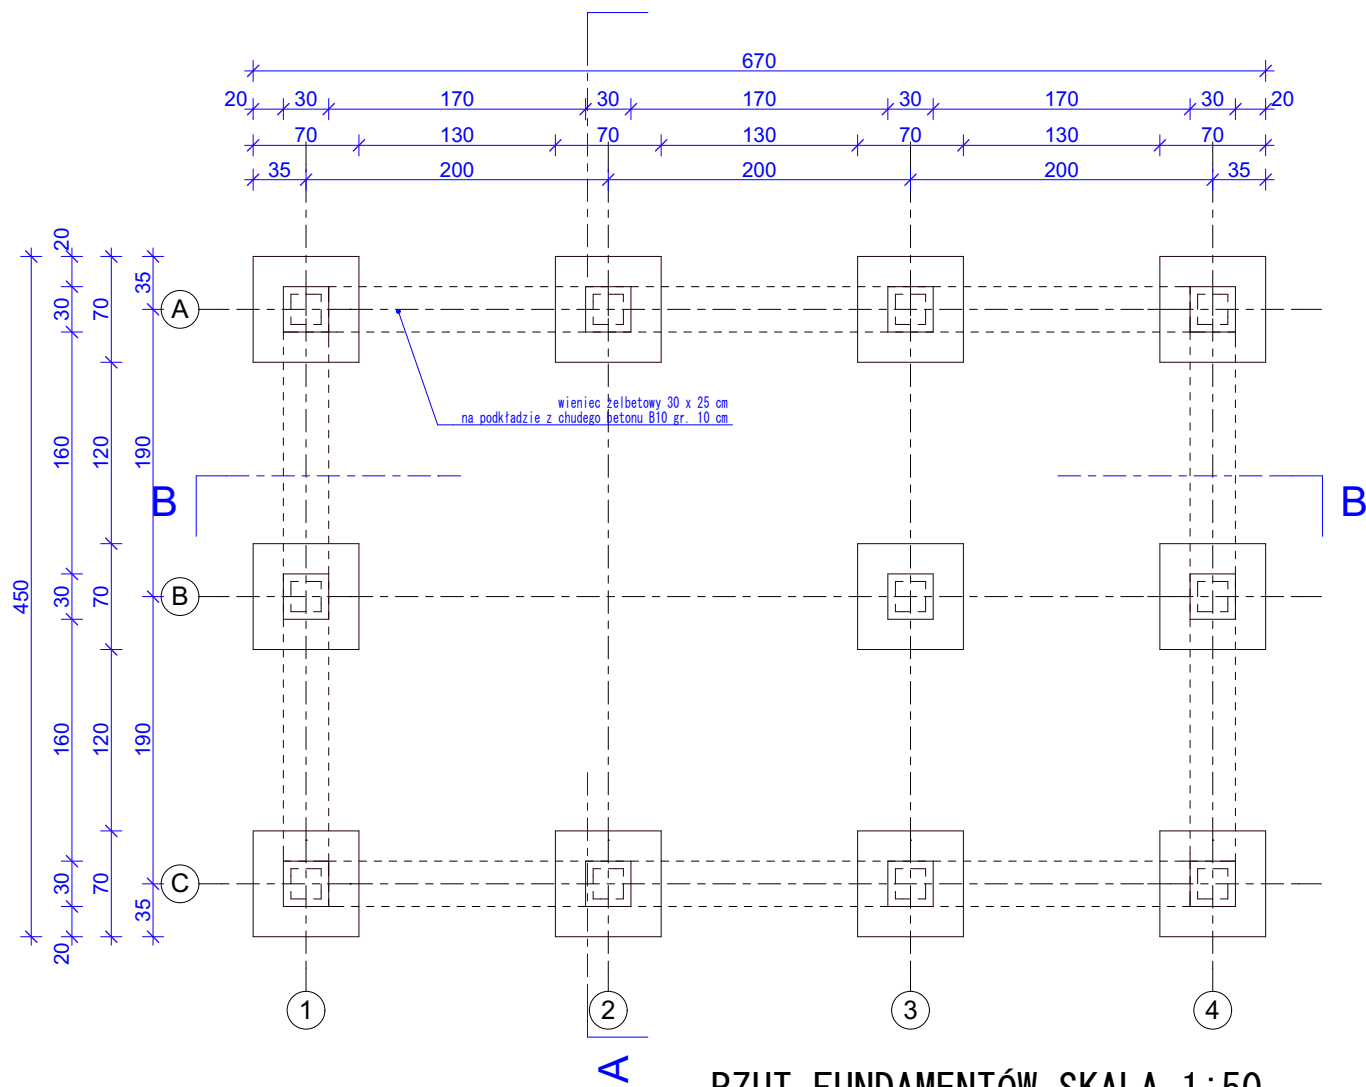 670
20 30 170 30 170 30 170 30 20
70 130 70 130 70 130 70
35 200 200 200 35
20 30 160 30 160 30 20
70 120 70 120 70
35 190 190 35
450
A
B
C
wieniec żelbetowy 30 x 25 cm
na podkładzie z chudego betonu B10 gr. 10 cm
B B
1 2 3 4
A
RZUT FUNDAMENTÓW SKALA 1:50